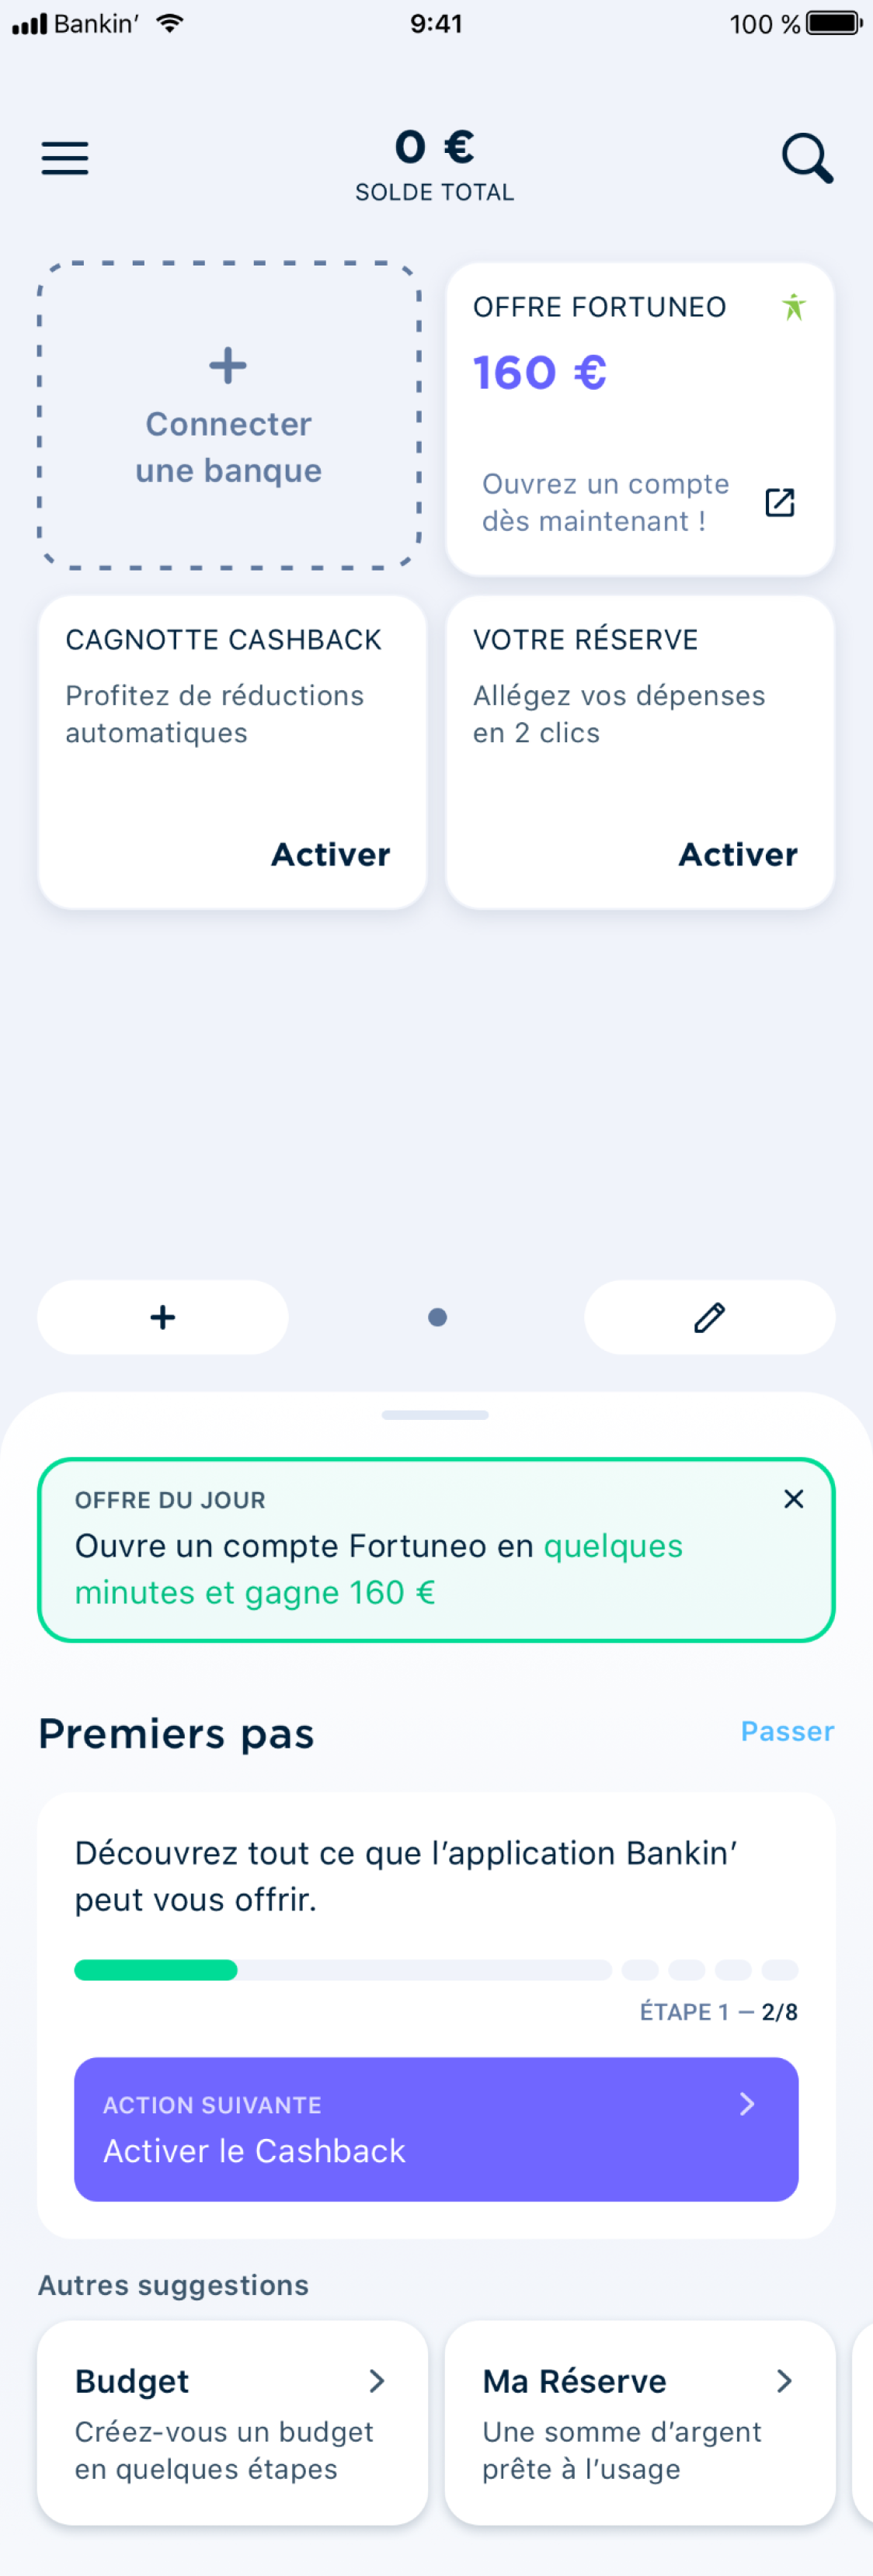 Bankin’ 9:41 100 %
0 €
SOLDE TOTAL
Connecter
une banque
OFFRE FORTUNEO
160 €
Ouvrez un compte
dès maintenant !
CAGNOTTE CASHBACK
Profitez de réductions
automatiques
Activer
VOTRE RÉSERVE
Allégez vos dépenses
en 2 clics
Activer
OFFRE DU JOUR
Ouvre un compte Fortuneo en quelques
minutes et gagne 160 €
Premiers pas
Passer
Découvrez tout ce que l’application Bankin’
peut vous offrir.
ÉTAPE 1 — 2/8
ACTION SUIVANTE
Activer le Cashback
Autres suggestions
Budget
Créez-vous un budget
en quelques étapes
Ma Réserve
Une somme d’argent
prête à l’usage